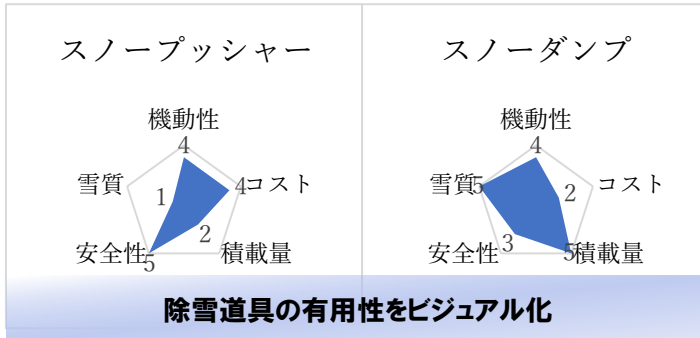 スノープッシャー
機動性
4
雪質
1
4
コスト
2
安全性
5
積載量
スノーダンプ
機動性
4
雪質
5
2
コスト
3
安全性
5
積載量
除雪道具の有用性をビジュアル化